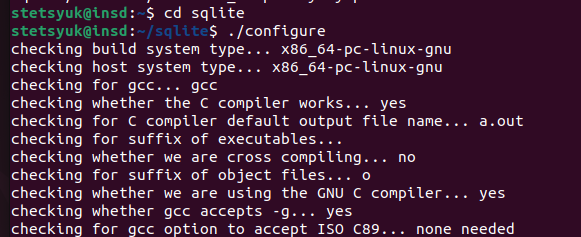 stetsyuk@insd:~$ cd sqlite
stetsyuk@insd:~/sqlite$ ./configure
checking build system type... x86_64-pc-linux-gnu
checking host system type... x86_64-pc-linux-gnu
checking for gcc... gcc
checking whether the C compiler works... yes
checking for C compiler default output file name... a.out
checking for suffix of executables...
checking whether we are cross compiling... no
checking for suffix of object files... o
checking whether we are using the GNU C compiler... yes
checking whether gcc accepts -g... yes
checking for gcc option to accept ISO C89... none needed